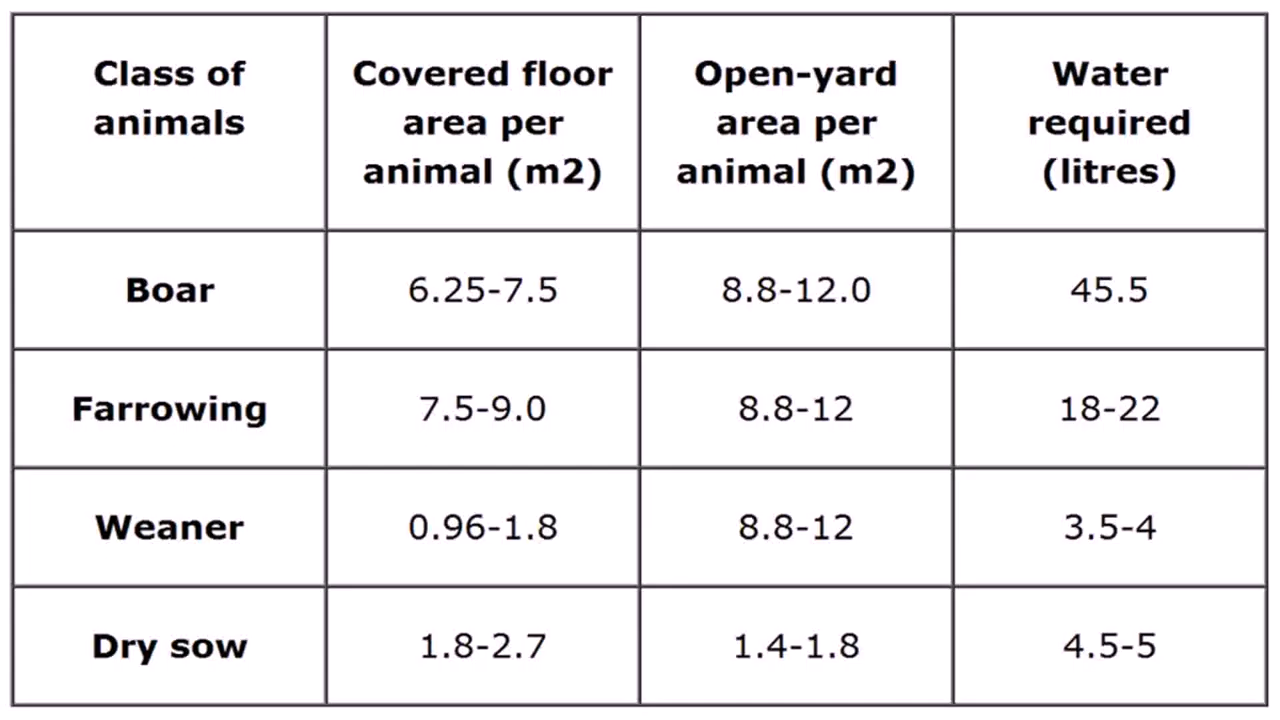 Class of animals | Covered floor area per animal (m2) | Open-yard area per animal (m2) | Water required (litres)
Boar | 6.25-7.5 | 8.8-12.0 | 45.5
Farrowing | 7.5-9.0 | 8.8-12 | 18-22
Weaner | 0.96-1.8 | 8.8-12 | 3.5-4
Dry sow | 1.8-2.7 | 1.4-1.8 | 4.5-5